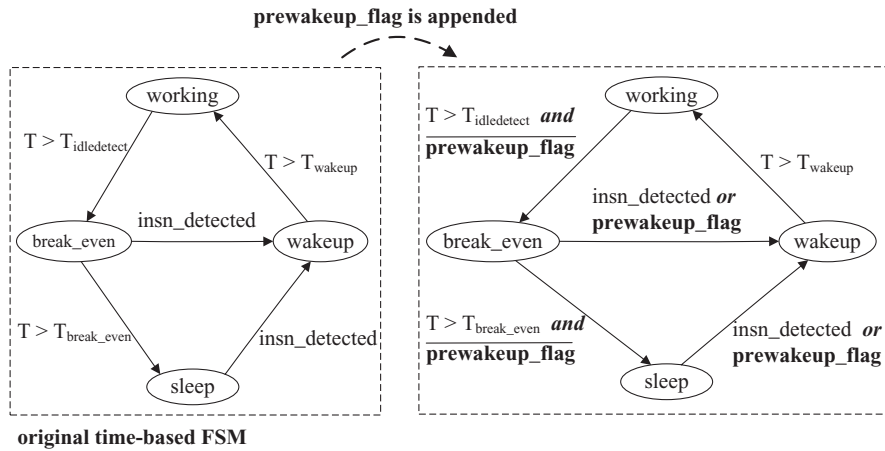 prewakeup_flag is appended
working
T > Tidledetect
T > Twakeup
insn_detected
break_even
wakeup
T > Tbreak_even
insn_detected
sleep
original time-based FSM
working
T > Tidledetect and
prewakeup_flag
T > Twakeup
insn_detected or
prewakeup_flag
break_even
wakeup
T > Tbreak_even and
prewakeup_flag
insn_detected or
prewakeup_flag
sleep